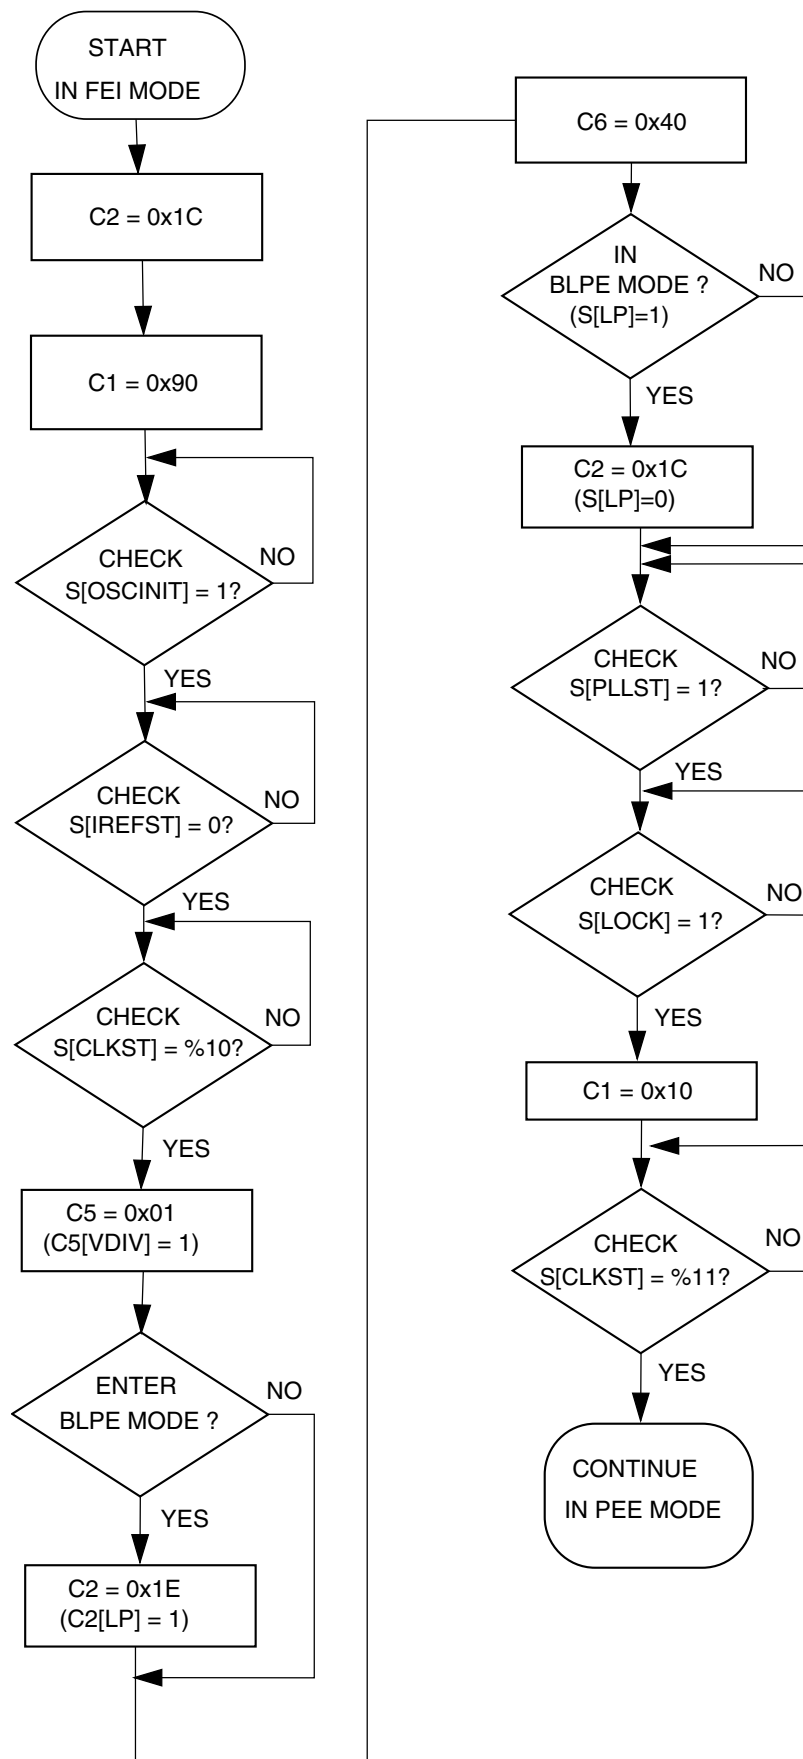 START
IN FEI MODE
C2 = 0x1C
C1 = 0x90
CHECK
S[OSCINIT] = 1?
NO
YES
CHECK
S[IREFST] = 0?
NO
YES
CHECK
S[CLKST] = %10?
NO
YES
C5 = 0x01
(C5[VDIV] = 1)
ENTER
BLPE MODE ?
NO
YES
C2 = 0x1E
(C2[LP] = 1)
C6 = 0x40
IN
BLPE MODE ?
(S[LP]=1)
NO
YES
C2 = 0x1C
(S[LP]=0)
CHECK
S[PLLST] = 1?
NO
YES
CHECK
S[LOCK] = 1?
NO
YES
C1 = 0x10
CHECK
S[CLKST] = %11?
NO
YES
CONTINUE
IN PEE MODE